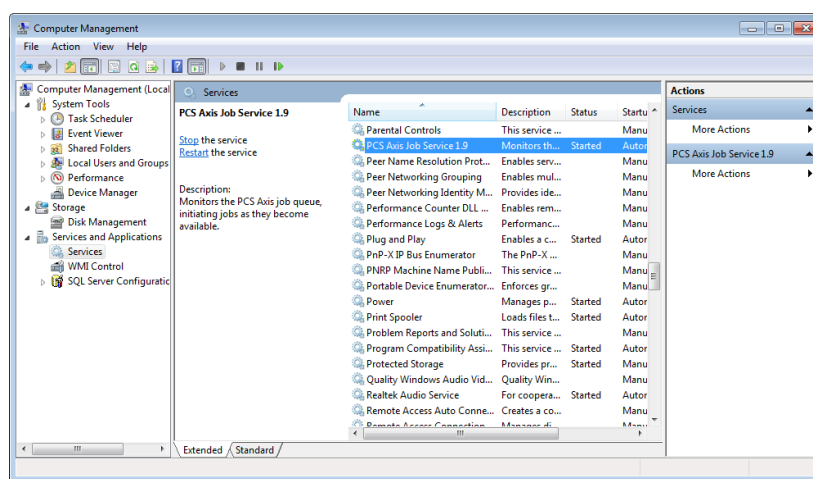 Computer Management
File Action View Help
Computer Management (Local
System Tools
Task Scheduler
Event Viewer
Shared Folders
Local Users and Groups
Performance
Device Manager
Storage
Disk Management
Services and Applications
Services
WMI Control
SQL Server Configuratic
Services
PCS Axis Job Service 1.9
Stop the service
Restart the service
Description:
Monitors the PCS Axis job queue,
initiating jobs as they become
available.
Name Description Status Startu
Parental Controls This service ... Manu
PCS Axis Job Service 1.9 Monitors th... Started Autor
Peer Name Resolution Prot... Enables serv... Manu
Peer Networking Grouping Enables mul... Manu
Peer Networking Identity M... Provides ide... Manu
Performance Counter DLL ... Enables rem... Manu
Performance Logs & Alerts Performanc... Manu
Plug and Play Enables a c... Started Autor
PnP-X IP Bus Enumerator The PnP-X ... Manu
PNRP Machine Name Publi... This service ... Manu
Portable Device Enumerator... Enforces gr... Manu
Power Manages p... Started Autor
Print Spooler Loads files t... Started Autor
Problem Reports and Soluti... This service ... Manu
Program Compatibility Assi... This service ... Started Autor
Protected Storage Provides pr... Started Manu
Quality Windows Audio Vid... Quality Win... Manu
Realtek Audio Service For coopera... Started Autor
Remote Access Auto Conne... Creates a co... Manu
Remote Access Connection Manages di... Manu
Extended Standard
Actions
Services
More Actions
PCS Axis Job Service 1.9
More Actions